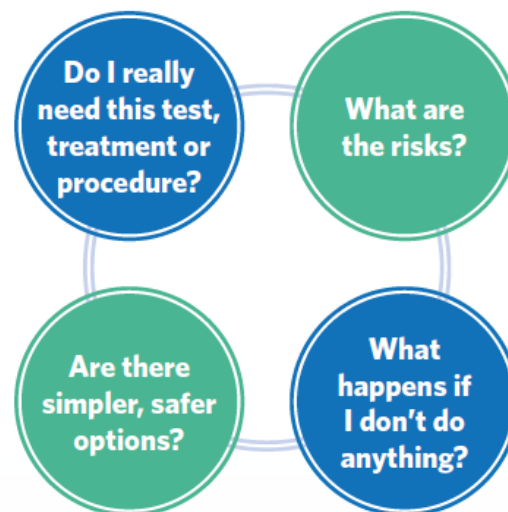 Do I really
need this test,
treatment or
procedure?
What are
the risks?
Are there
simpler, safer
options?
What
happens if
I don't do
anything?